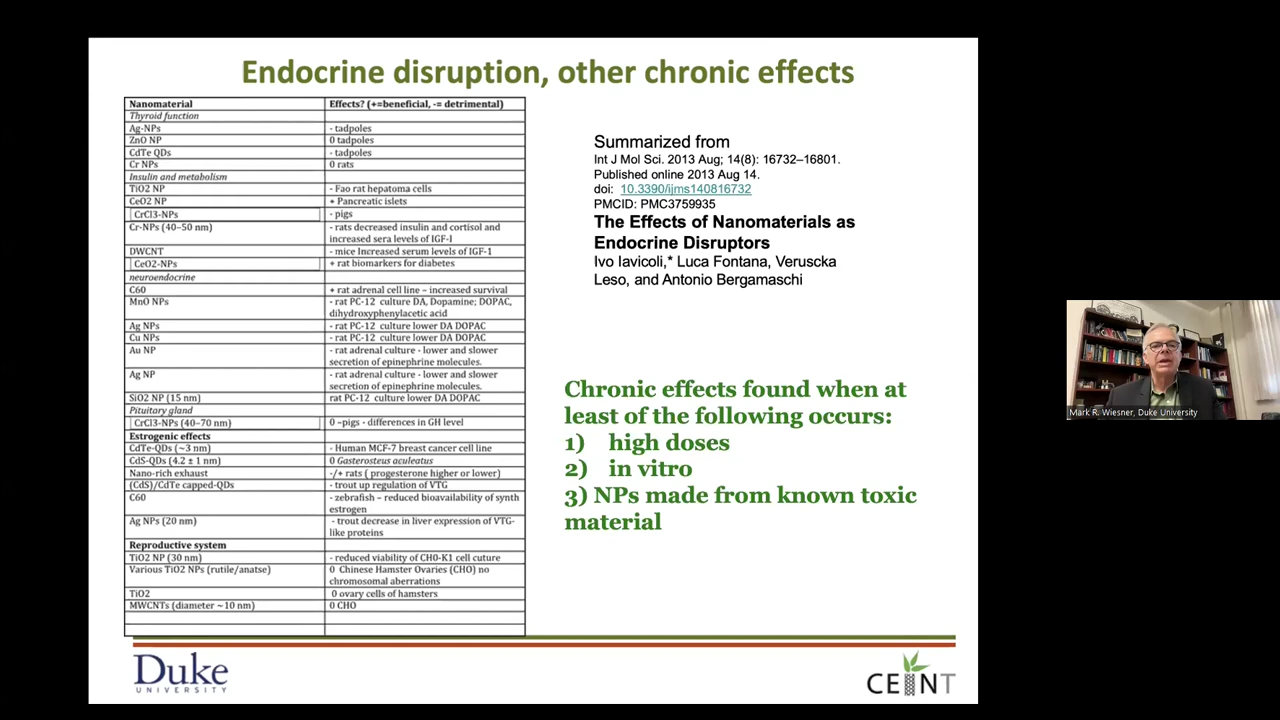 Endocrine disruption, other chronic effects
Nanomaterial Effects? (+=beneficial, -= detrimental)
Thyroid function
Ag-NPs - tadpoles
ZnO NP 0 tadpoles
CdTe QDs - tadpoles
Cr NPs 0 rats
Insulin and metabolism
TiO2 NP - Fao rat hepatoma cells
CeO2 NP + Pancreatic islets
CrCl3-NPs - pigs
Cr-NPs (40–50 nm) - rats decreased insulin and cortisol and
increased sera levels of IGF-I
DWCNT - mice Increased serum levels of IGF-1
CeO2-NPs + rat biomarkers for diabetes
neuroendocrine
C60 + rat adrenal cell line – increased survival
MnO NPs - rat PC-12 culture DA, Dopamine; DOPAC,
dihydroxyphenylacetic acid
Ag NPs - rat PC-12 culture lower DA DOPAC
Cu NPs - rat PC-12 culture lower DA DOPAC
Au NP - rat adrenal culture - lower and slower
secretion of epinephrine molecules.
Ag NP - rat adrenal culture - lower and slower
secretion of epinephrine molecules.
SiO2 NP (15 nm) rat PC-12 culture lower DA DOPAC
Pituitary gland
CrCl3-NPs (40–70 nm) 0 –pigs - differences in GH level
Estrogenic effects
CdTe-QDs (~3 nm) - Human MCF-7 breast cancer cell line
CdS-QDs (4.2 ± 1 nm) 0 Gasterosteus aculeatus
Nano-rich exhaust -/+ rats ( progesterone higher or lower)
(CdS)/CdTe capped-QDs - trout up regulation of VTG
C60 - zebrafish – reduced bioavailability of synth
estrogen
Ag NPs (20 nm) - trout decrease in liver expression of VTG-
like proteins
Reproductive system
TiO2 NP (30 nm) - reduced viability of CHO-K1 cell cuture
Various TiO2 NPs (rutile/anatse) 0 Chinese Hamster Ovaries (CHO) no
chromosomal aberrations
TiO2 0 ovary cells of hamsters
MWCNTs (diameter ~10 nm) 0 CHO
Summarized from
Int J Mol Sci. 2013 Aug; 14(8): 16732–16801.
Published online 2013 Aug 14.
doi: 10.3390/ijms140816732
PMCID: PMC3759935
The Effects of Nanomaterials as
Endocrine Disruptors
Ivo Iavicoli,* Luca Fontana, Veruscka
Leso, and Antonio Bergamaschi
Chronic effects found when at
least of the following occurs:
1) high doses
2) in vitro
3) NPs made from known toxic
material
Duke
UNIVERSITY
CEINT
Mark R. Wiesner, Duke University